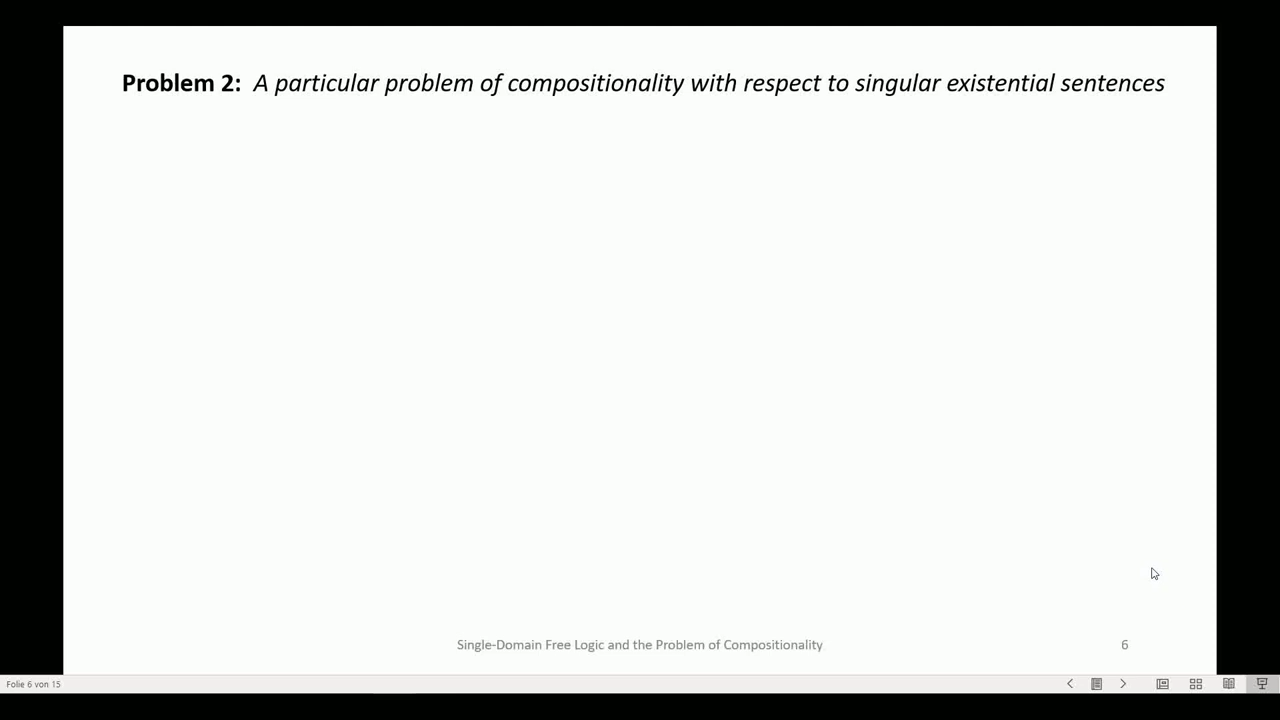 Problem 2: A particular problem of compositionality with respect to singular existential sentences
Single-Domain Free Logic and the Problem of Compositionality
6
Folie 6 von 15